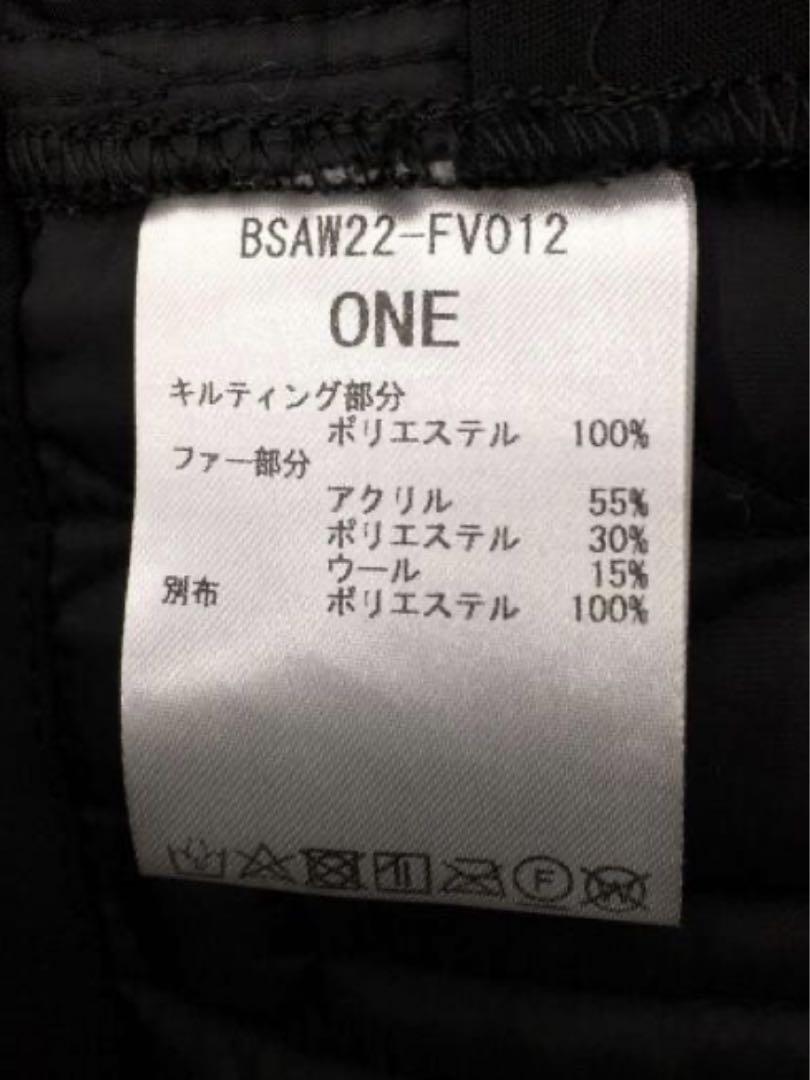 BSAW22-FV012
ONE
キルティング部分
ポリエステル 100%
ファー部分
アクリル 55%
ポリエステル 30%
ウール 15%
別布 ポリエステル 100%
F
W